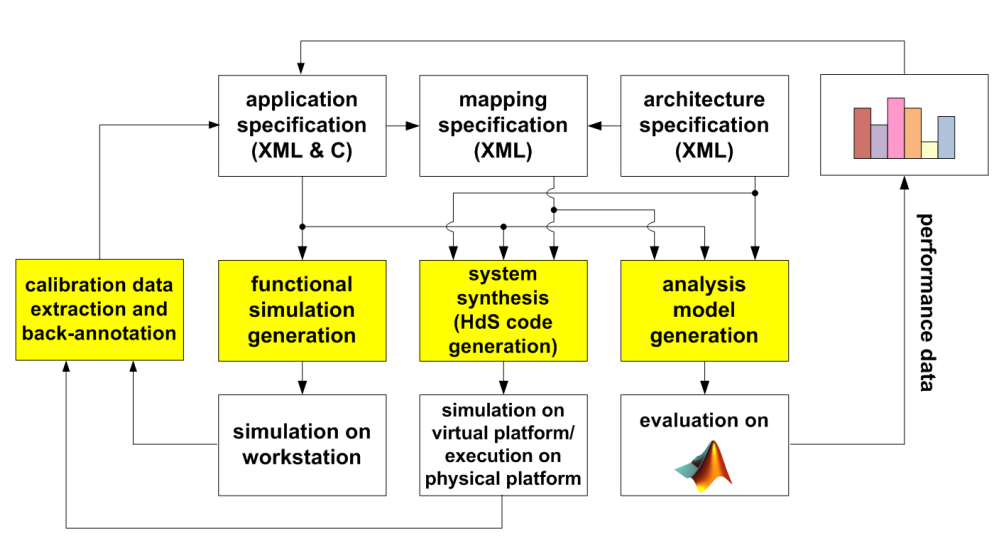 application
specification
(XML & C)
mapping
specification
(XML)
architecture
specification
(XML)
performance data
calibration data
extraction and
back-annotation
functional
simulation
generation
system
synthesis
(HdS code
generation)
analysis
model
generation
simulation on
workstation
simulation on
virtual platform/
execution on
physical platform
evaluation on